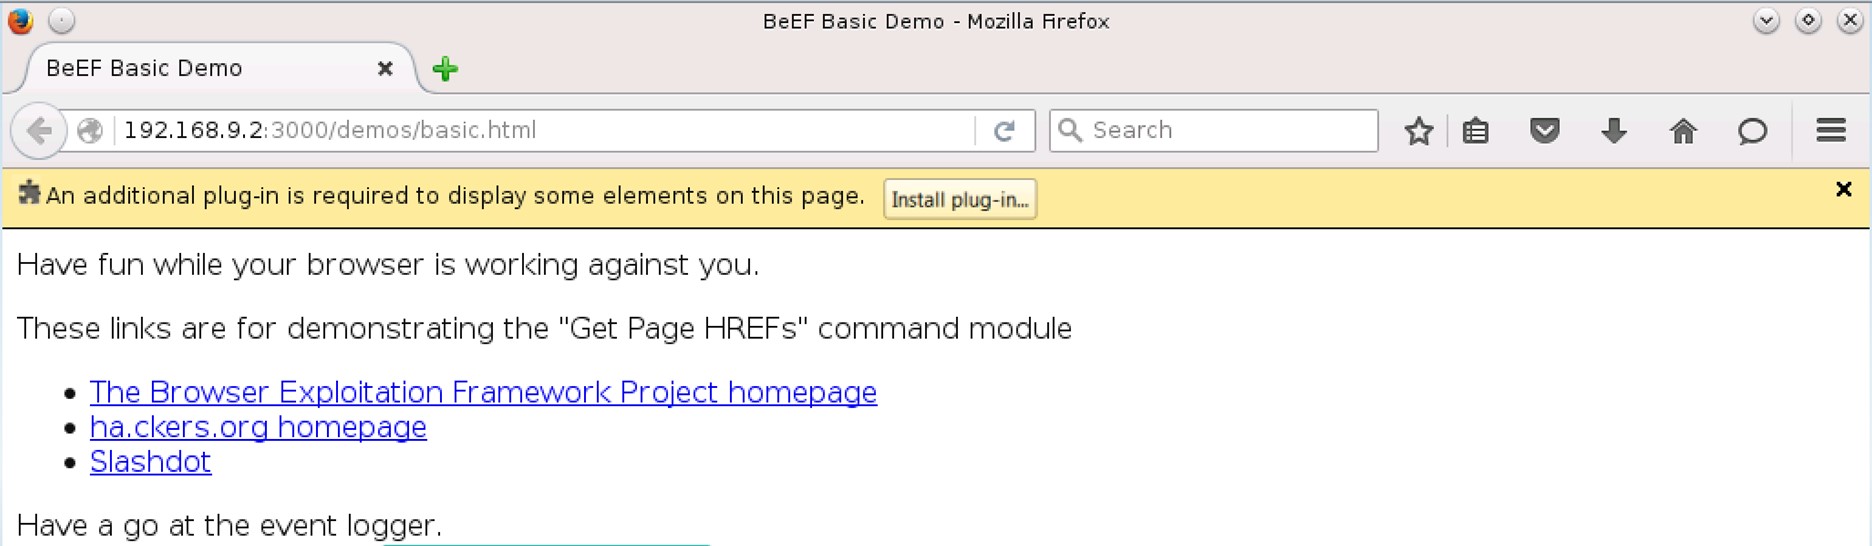 BeEF Basic Demo - Mozilla Firefox
BeEF Basic Demo
192.168.9.2:3000/demos/basic.html
Search
An additional plug-in is required to display some elements on this page.
Install plug-in...
Have fun while your browser is working against you.
These links are for demonstrating the "Get Page HREFs" command module
The Browser Exploitation Framework Project homepage
ha.ckers.org homepage
Slashdot
Have a go at the event logger.